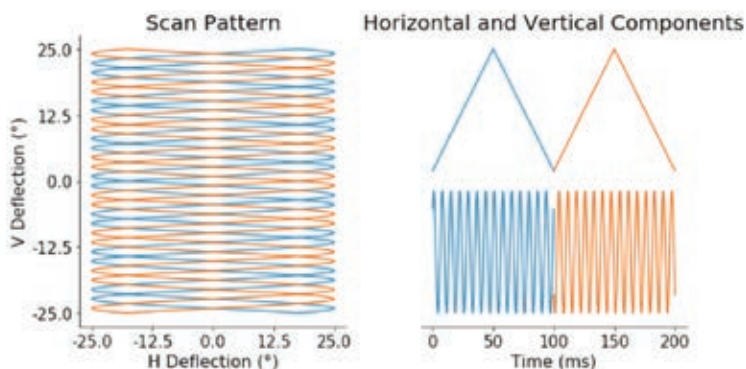 Scan Pattern
Horizontal and Vertical Components
V Deflection (°)
25.0
12.5
0.0
-12.5
-25.0
-25.0 -12.5 0.0 12.5 25.0
H Deflection (°)
0 50 100 150 200
Time (ms)